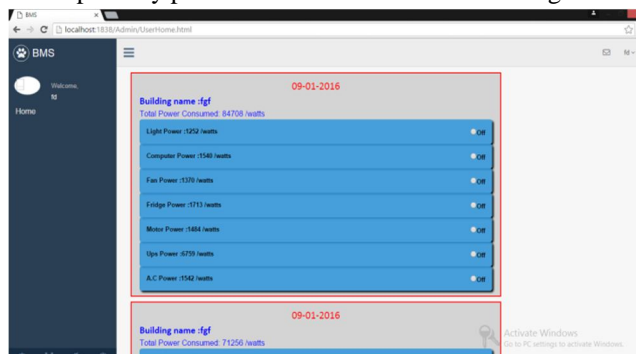 BMS
localhost:1838/Admin/UserHome.html
BMS
Welcome,
fd
fd
Home
09-01-2016
Building name :fgf
Total Power Consumed: 84708 /watts
Light Power :1252 /watts
Off
Computer Power :1540 /watts
Off
Fan Power :1370 /watts
Off
Fridge Power :1713 /watts
Off
Motor Power :1484 /watts
Off
Ups Power :6759 /watts
Off
A.C Power :1542 /watts
Off
09-01-2016
Building name :fgf
Total Power Consumed: 71256 /watts
Activate Windows
Go to PC settings to activate Windows.